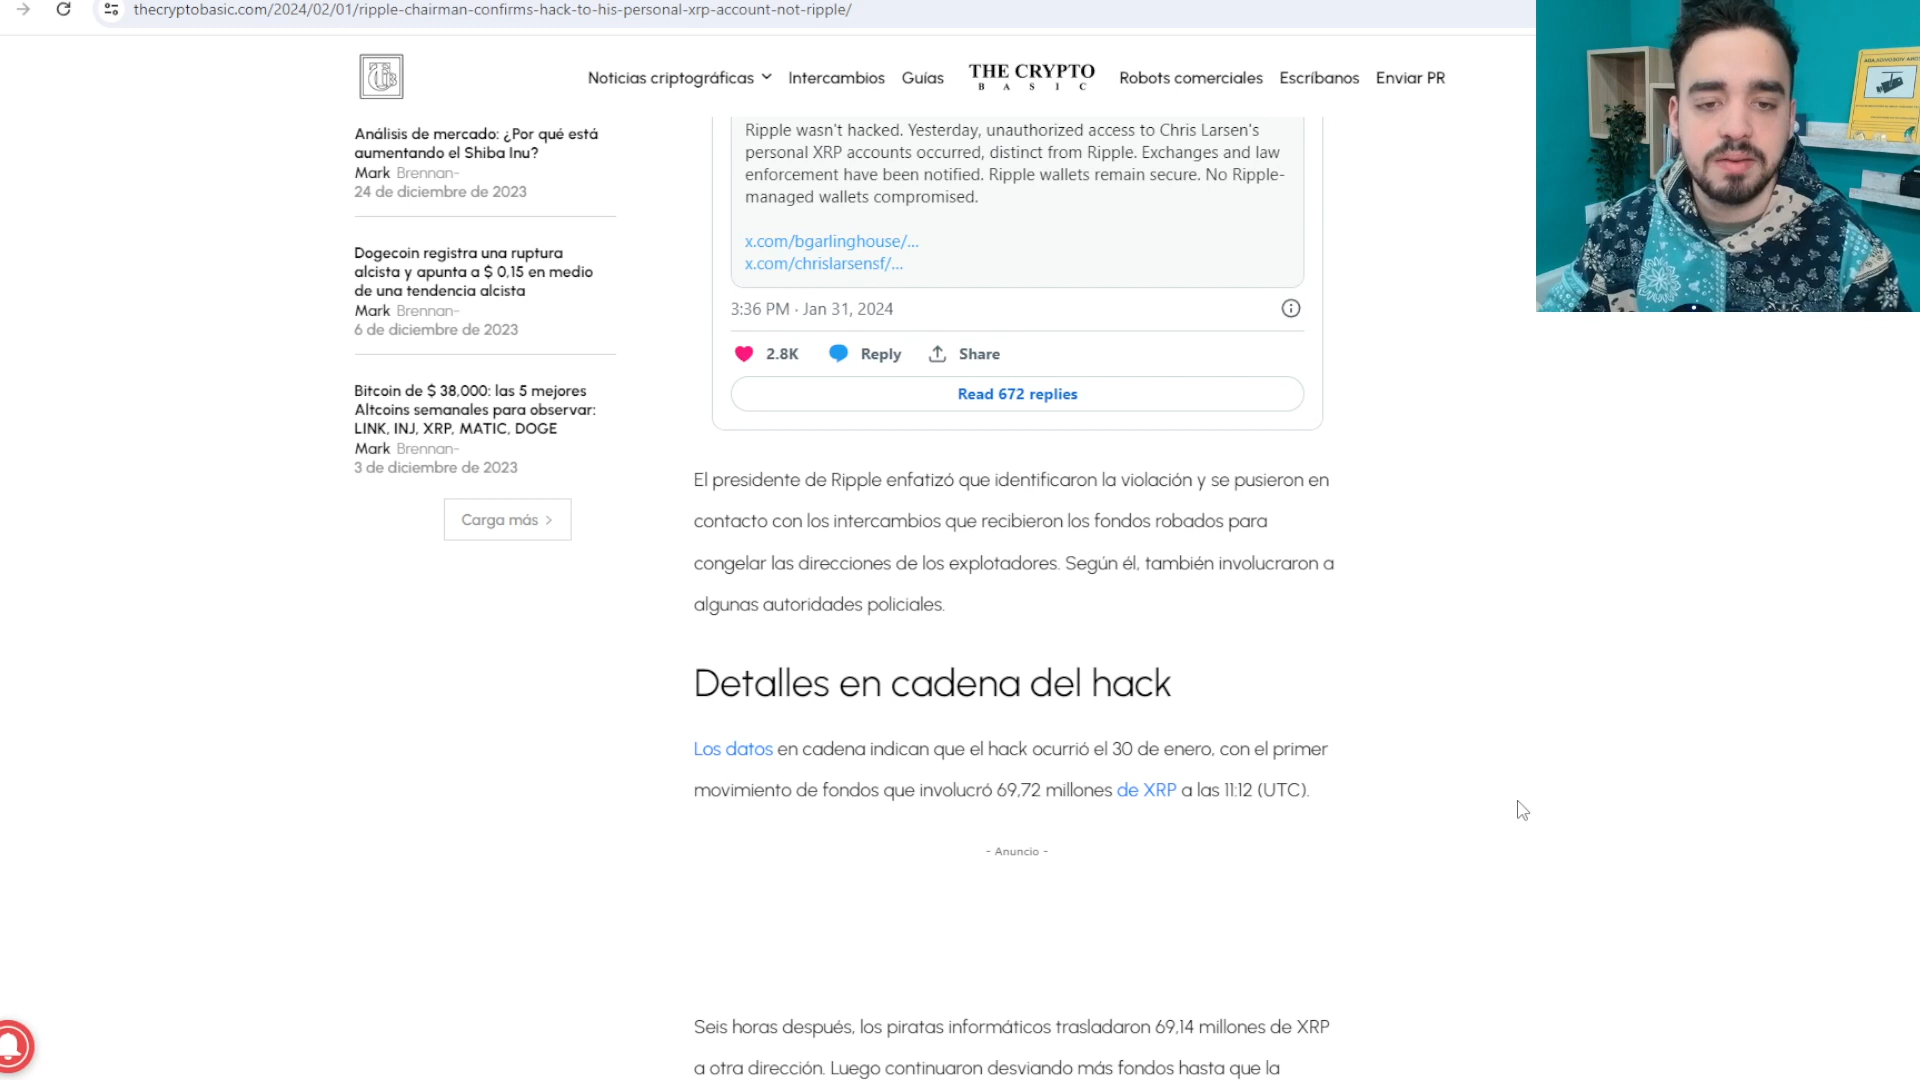 thecryptobasic.com/2024/02/01/ripple-chairman-confirms-hack-to-his-personal-xrp-account-not-ripple/
Noticias criptográficas Intercambios Guías THE CRYPTO BASIC Robots comerciales Escríbanos Enviar PR
Análisis de mercado: ¿Por qué está
aumentando el Shiba Inu?
Mark Brennan-
24 de diciembre de 2023
Dogecoin registra una ruptura
alcista y apunta a $ 0,15 en medio
de una tendencia alcista
Mark Brennan-
6 de diciembre de 2023
Bitcoin de $ 38,000: las 5 mejores
Altcoins semanales para observar:
LINK, INJ, XRP, MATIC, DOGE
Mark Brennan-
3 de diciembre de 2023
Carga más >
Ripple wasn't hacked. Yesterday, unauthorized access to Chris Larsen's
personal XRP accounts occurred, distinct from Ripple. Exchanges and law
enforcement have been notified. Ripple wallets remain secure. No Ripple-
managed wallets compromised.
x.com/bgarlinghouse/...
x.com/chrislarsensf/...
3:36 PM · Jan 31, 2024
2.8K Reply Share
Read 672 replies
El presidente de Ripple enfatizó que identificaron la violación y se pusieron en
contacto con los intercambios que recibieron los fondos robados para
congelar las direcciones de los explotadores. Según él, también involucraron a
algunas autoridades policiales.
Detalles en cadena del hack
Los datos en cadena indican que el hack ocurrió el 30 de enero, con el primer
movimiento de fondos que involucró 69,72 millones de XRP a las 11:12 (UTC).
- Anuncio -
Seis horas después, los piratas informáticos trasladaron 69,14 millones de XRP
a otra dirección. Luego continuaron desviando más fondos hasta que la